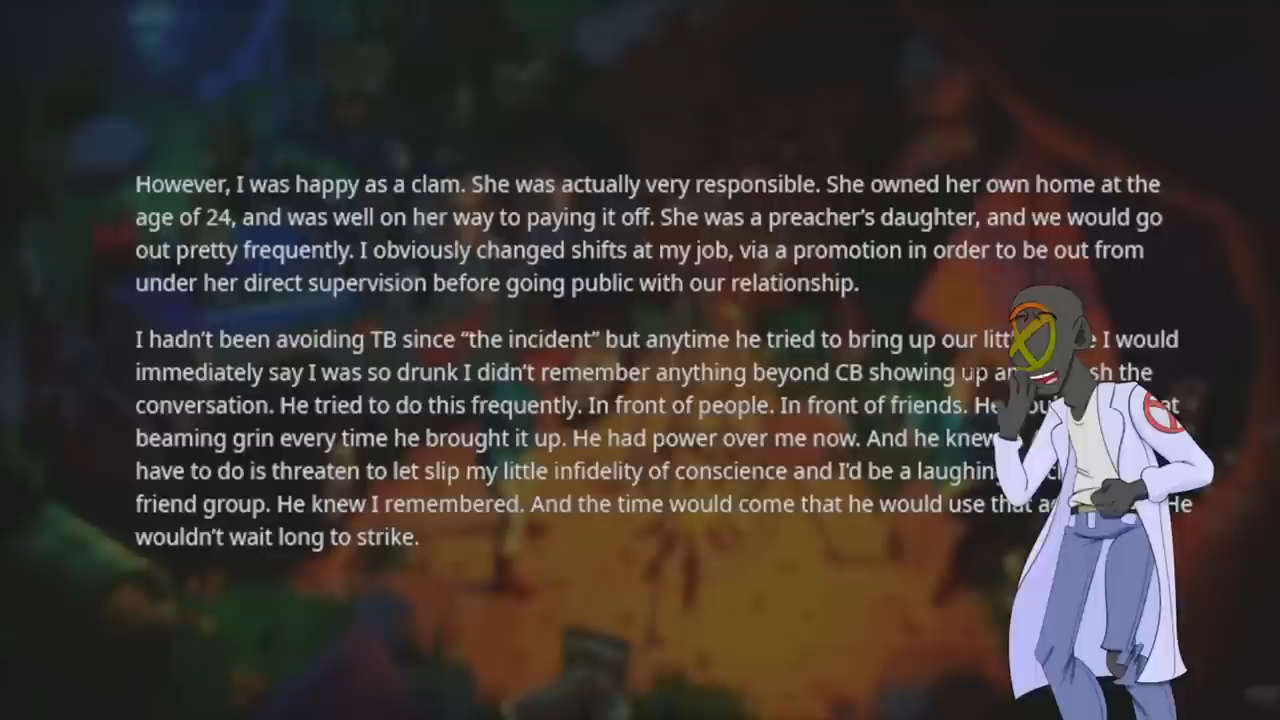 However, I was happy as a clam. She was actually very responsible. She owned her own home at the
age of 24, and was well on her way to paying it off. She was a preacher's daughter, and we would go
out pretty frequently. I obviously changed shifts at my job, via a promotion in order to be out from
under her direct supervision before going public with our relationship.
I hadn't been avoiding TB since “the incident” but anytime he tried to bring up our I would
immediately say I was so drunk I didn't remember anything beyond CB showing up the
conversation. He tried to do this frequently. In front of people. In front of friends. He
beaming grin every time he brought it up. He had power over me now. And he knew
have to do is threaten to let slip my little infidelity of conscience and I'd be a
friend group. He knew I remembered. And the time would come that he would use that He
wouldn't wait long to strike.